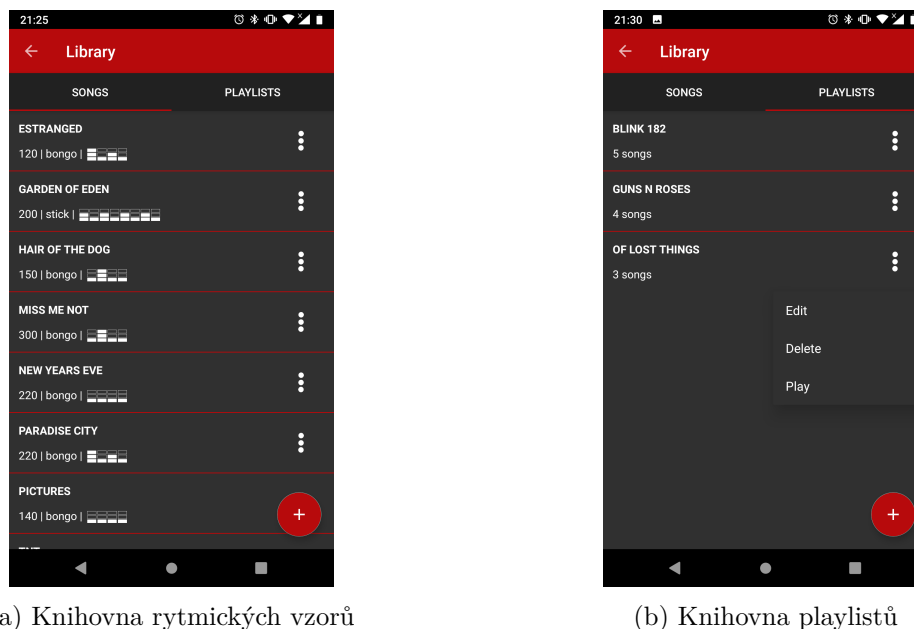 21:25
Library
SONGS PLAYLISTS
ESTRANGED
120 | bongo |
GARDEN OF EDEN
200 | stick |
HAIR OF THE DOG
150 | bongo |
MISS ME NOT
300 | bongo |
NEW YEARS EVE
220 | bongo |
PARADISE CITY
220 | bongo |
PICTURES
140 | bongo |
+
a) Knihovna rytmických vzorů
21:30
Library
SONGS PLAYLISTS
BLINK 182
5 songs
GUNS N ROSES
4 songs
OF LOST THINGS
3 songs
Edit
Delete
Play
+
(b) Knihovna playlistů